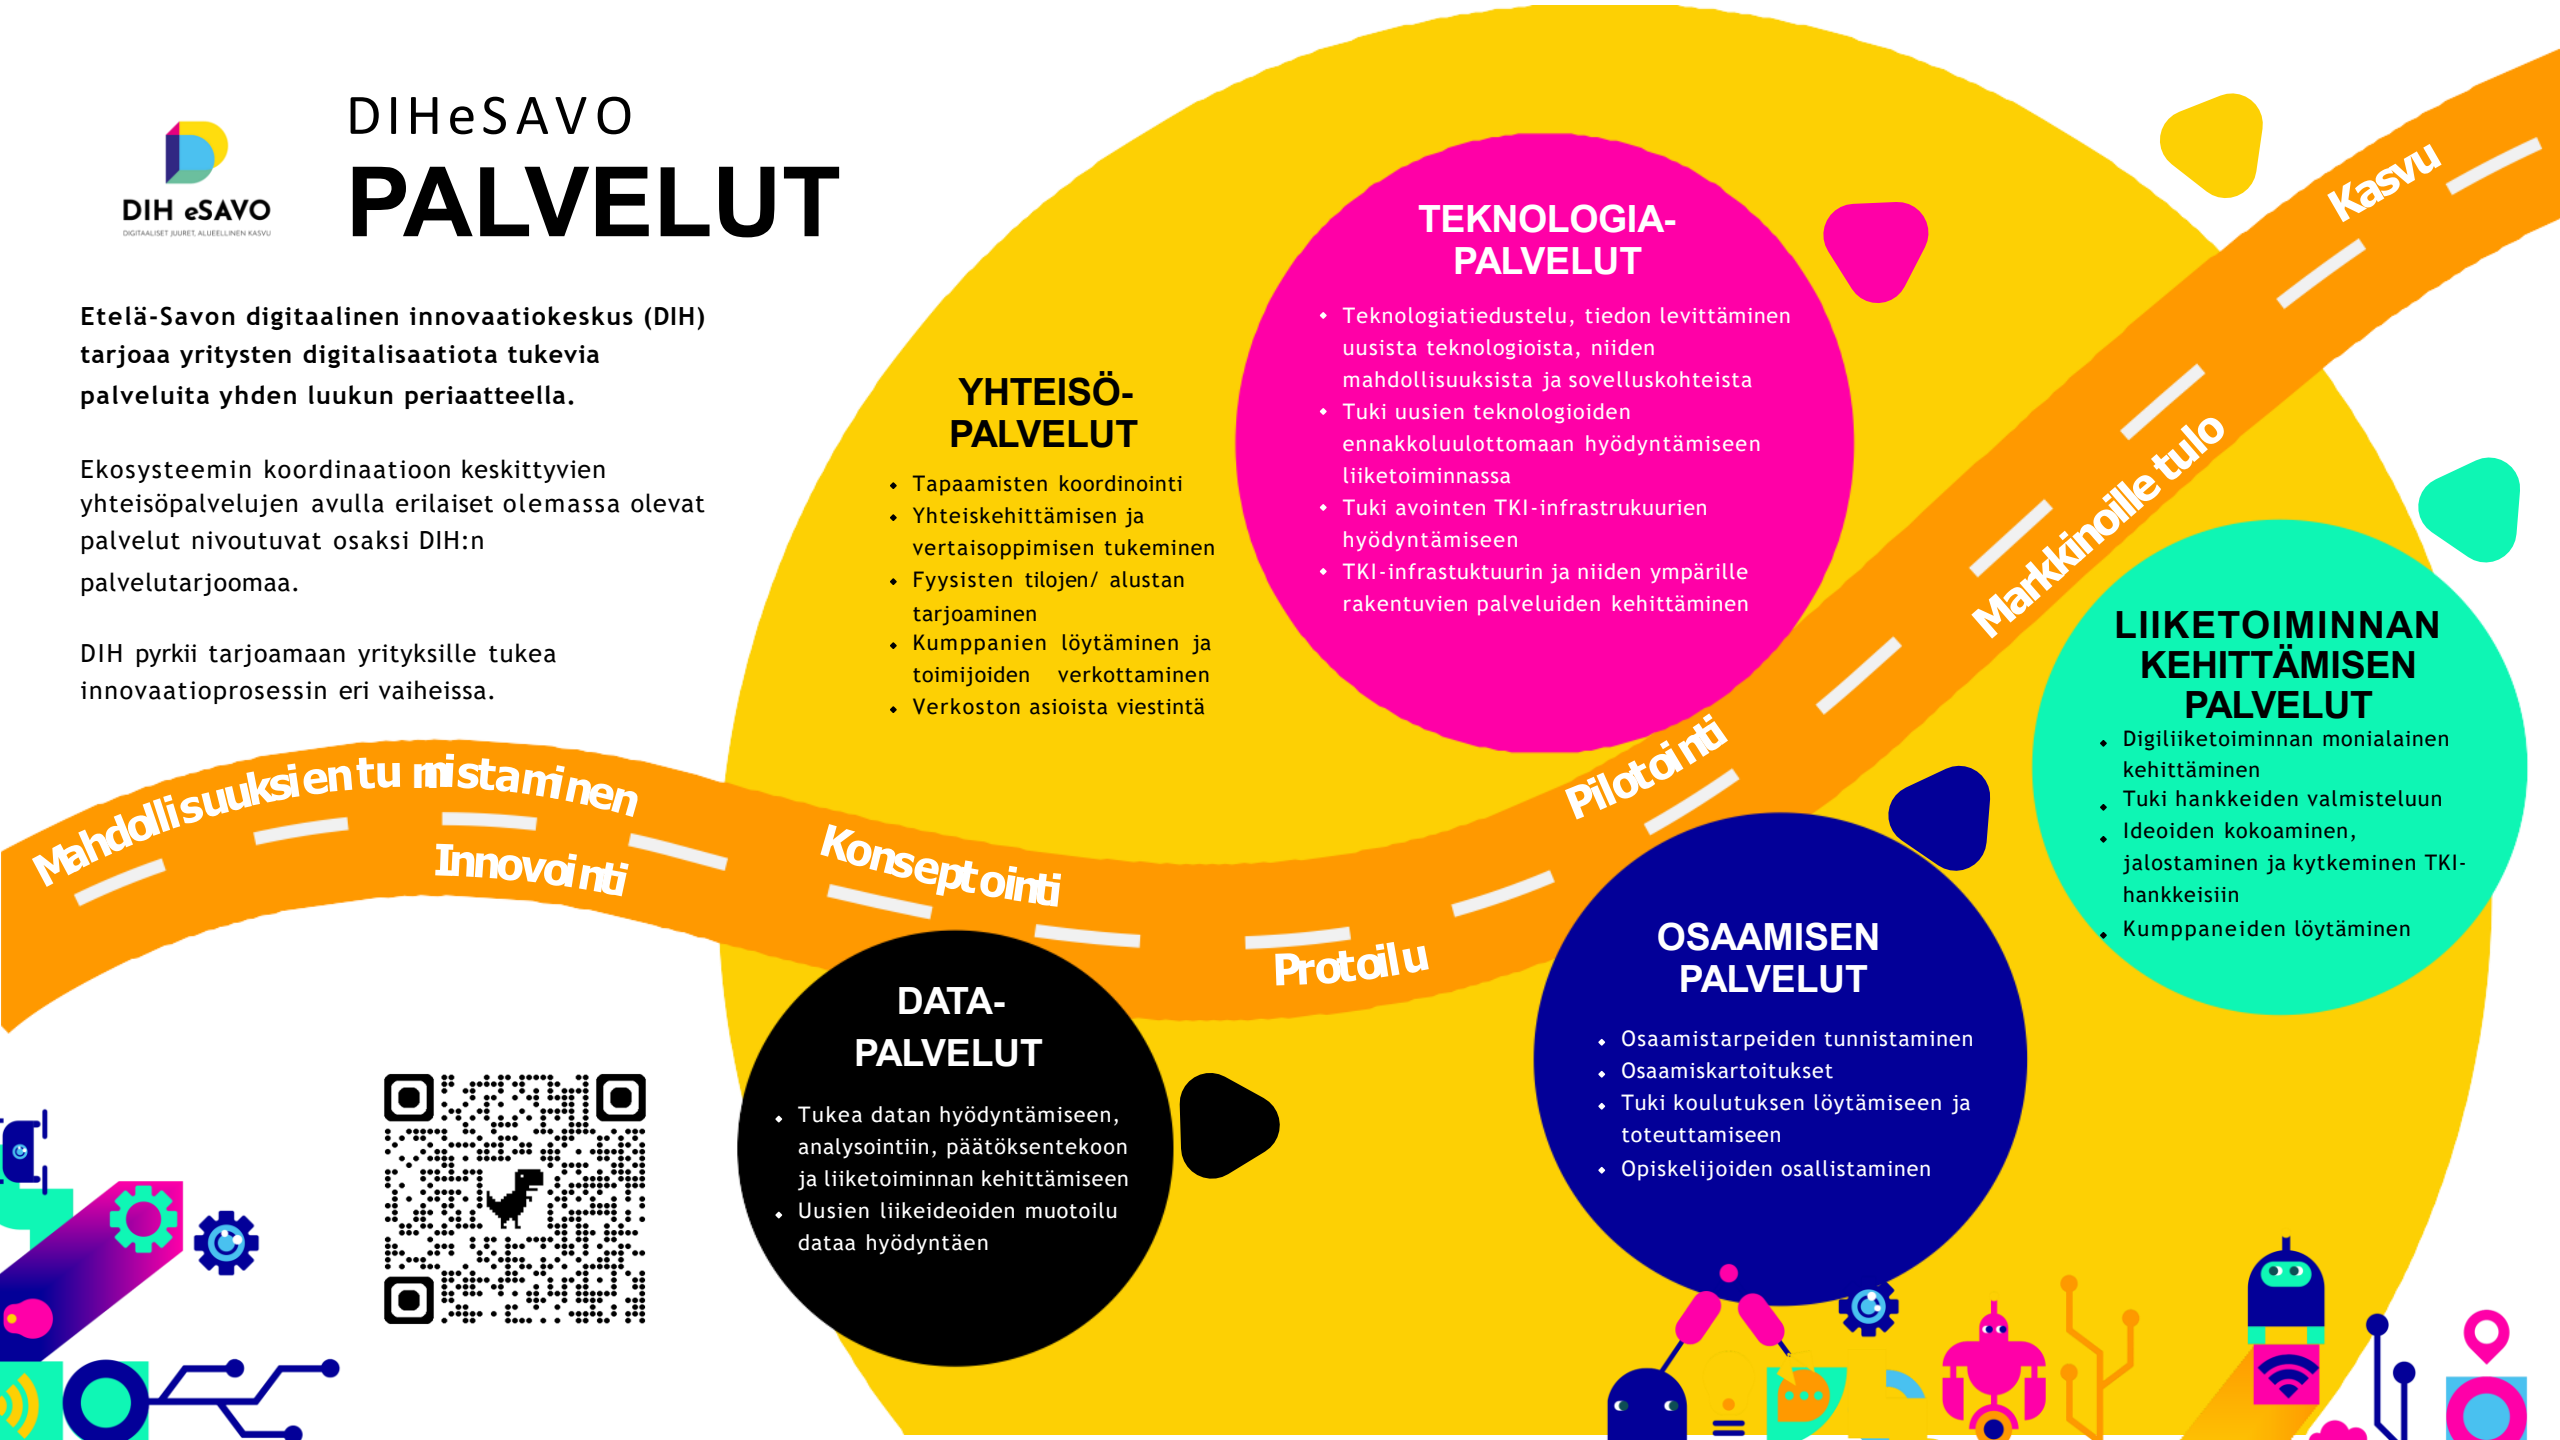 DIHeSAVO
PALVELUT
DIH eSAVO
DIGITAALISET JUURET, ALUEELLINEN KASVU
Etelä-Savon digitaalinen innovaatiokeskus (DIH)
tarjoaa yritysten digitalisaatiota tukevia
palveluita yhden luukun periaatteella.
Ekosysteemin koordinaatioon keskittyvien
yhteisöpalvelujen avulla erilaiset olemassa olevat
palvelut nivoutuvat osaksi DIH:n
palvelutarjoomaa.
DIH pyrkii tarjoamaan yrityksille tukea
innovaatioprosessin eri vaiheissa.
YHTEISÖ-
PALVELUT
Tapaamisten koordinointi
Yhteiskehittämisen ja
vertaisoppimisen tukeminen
Fyysisten tilojen/ alustan
tarjoaminen
Kumppanien löytäminen ja
toimijoiden verkottaminen
Verkoston asioista viestintä
TEKNOLOGIA-
PALVELUT
Teknologiatiedustelu, tiedon levittäminen
uusista teknologioista, niiden
mahdollisuuksista ja sovelluskohteista
Tuki uusien teknologioiden
ennakkoluulottomaan hyödyntämiseen
liiketoiminnassa
Tuki avointen TKI-infrastrukuurien
hyödyntämiseen
TKI-infrastuktuurin ja niiden ympärille
rakentuvien palveluiden kehittäminen
LIIKETOIMINNAN
KEHITTÄMISEN
PALVELUT
Digiliiketoiminnan monialainen
kehittäminen
Tuki hankkeiden valmisteluun
Ideoiden kokoaminen,
jalostaminen ja kytkeminen TKI-
hankkeisiin
Kumppaneiden löytäminen
Mahdollisuuksien tu mistaminen
Innovointi
Konseptointi
Protoilu
Pilotointi
Markkinoille tulo
Kasvu
DATA-
PALVELUT
Tukea datan hyödyntämiseen,
analysointiin, päätöksentekoon
ja liiketoiminnan kehittämiseen
Uusien liikeideoiden muotoilu
dataa hyödyntäen
OSAAMISEN
PALVELUT
Osaamistarpeiden tunnistaminen
Osaamiskartoitukset
Tuki koulutuksen löytämiseen ja
toteuttamiseen
Opiskelijoiden osallistaminen